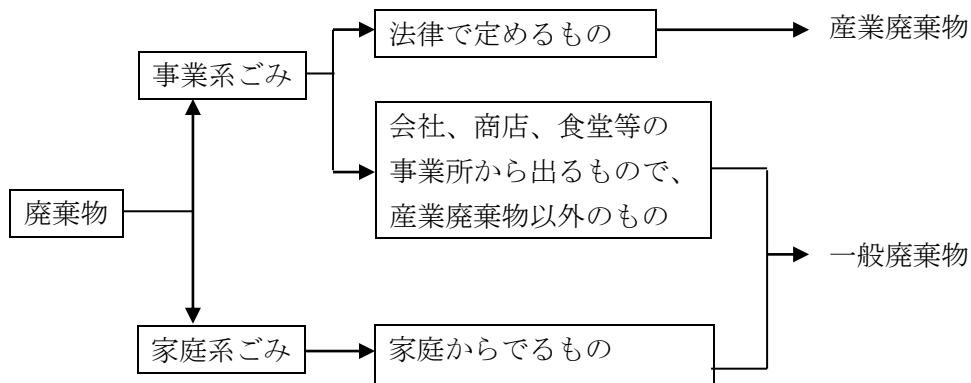 法律で定めるもの
産業廃棄物
事業系ごみ
会社、商店、食堂等の
事業所から出るもので、
産業廃棄物以外のもの
廃棄物
一般廃棄物
家庭系ごみ
家庭からでるもの